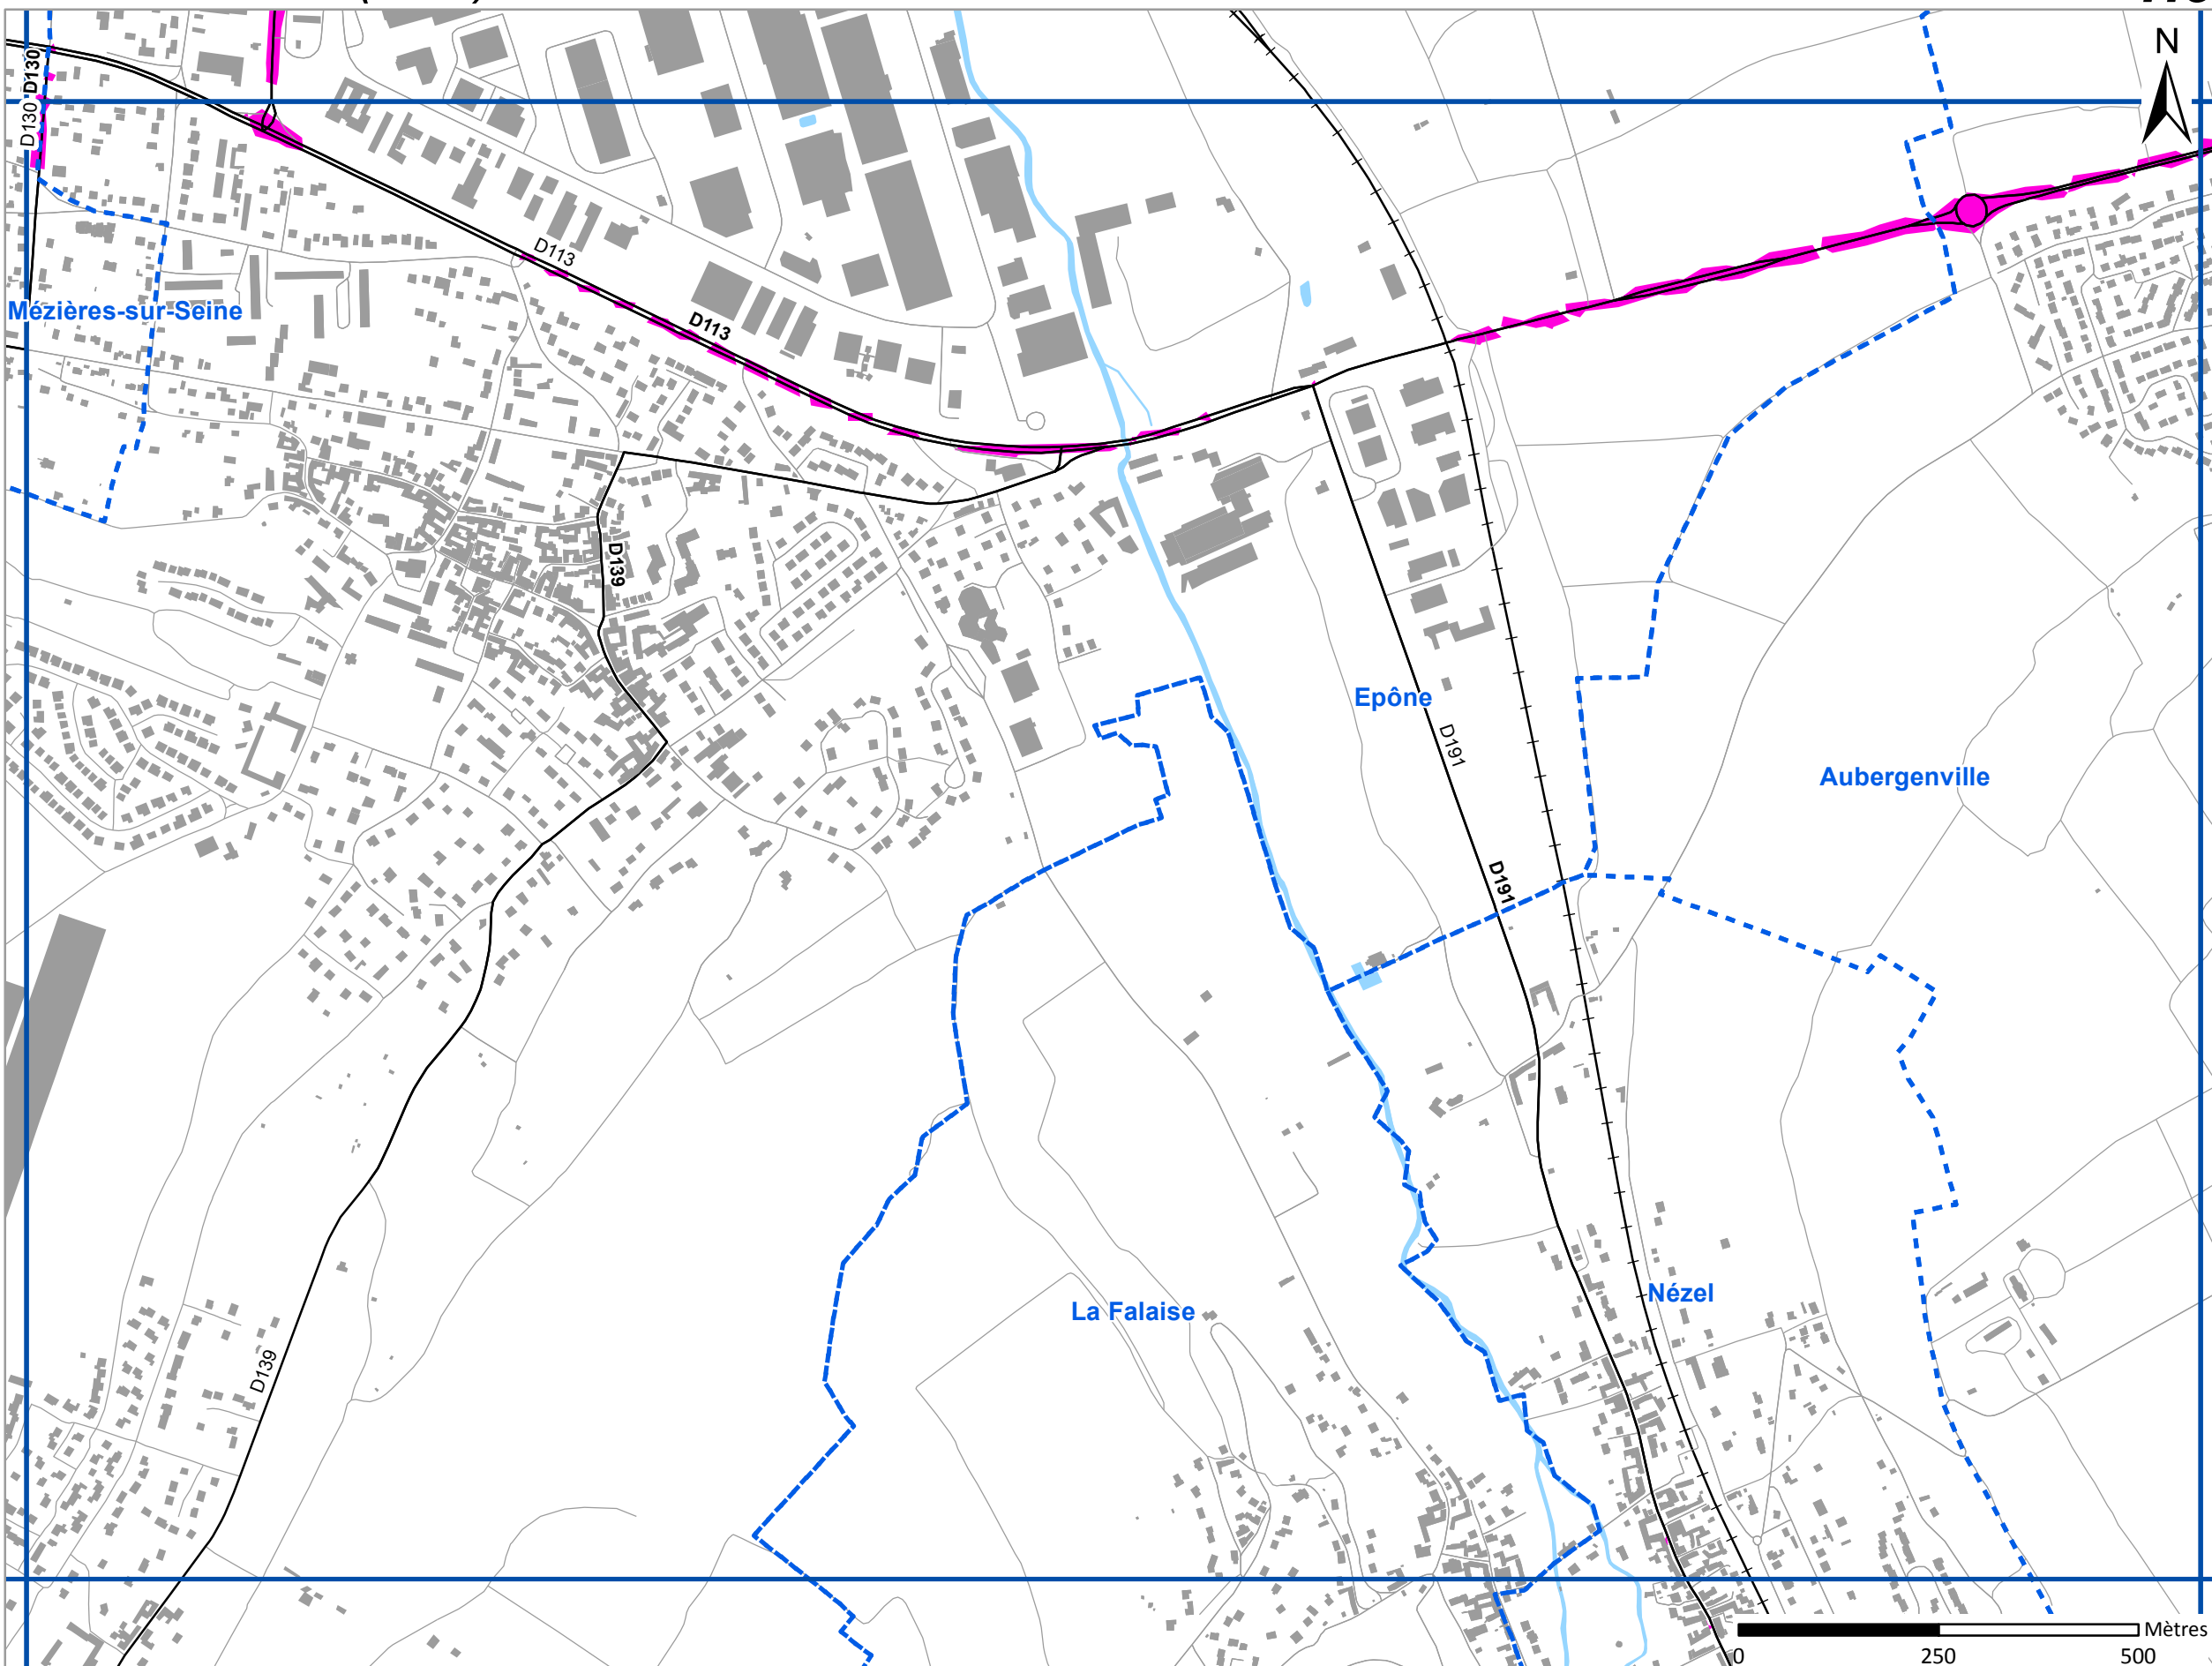 N
D130
D130
D113
D113
Mézières-sur-Seine
D139
Epône
D191
Aubergenville
D191
La Falaise
Nézel
D139
Mètres
0
250
500